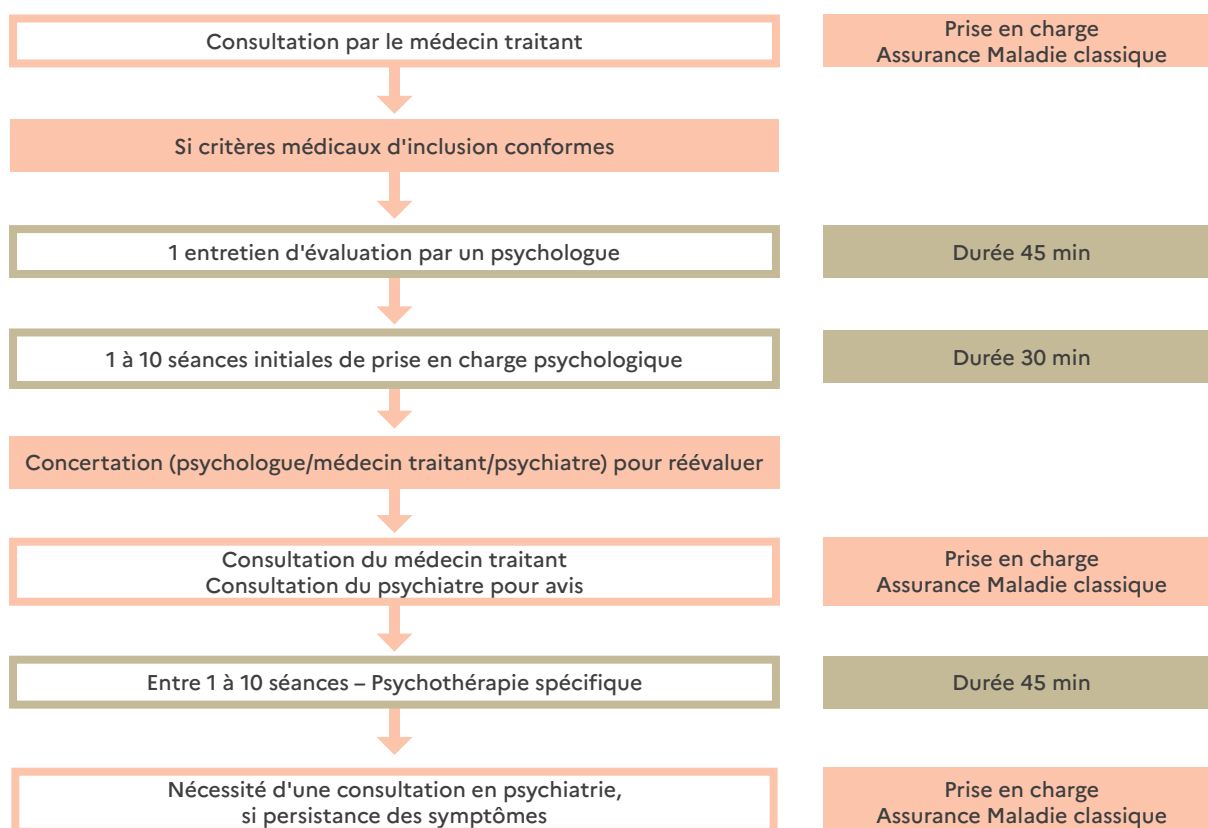 Consultation par le médecin traitant
Prise en charge
Assurance Maladie classique
Si critères médicaux d'inclusion conformes
1 entretien d'évaluation par un psychologue
Durée 45 min
1 à 10 séances initiales de prise en charge psychologique
Durée 30 min
Concertation (psychologue/médecin traitant/psychiatre) pour réévaluer
Consultation du médecin traitant
Consultation du psychiatre pour avis
Prise en charge
Assurance Maladie classique
Entre 1 à 10 séances – Psychothérapie spécifique
Durée 45 min
Nécessité d'une consultation en psychiatrie,
si persistance des symptômes
Prise en charge
Assurance Maladie classique